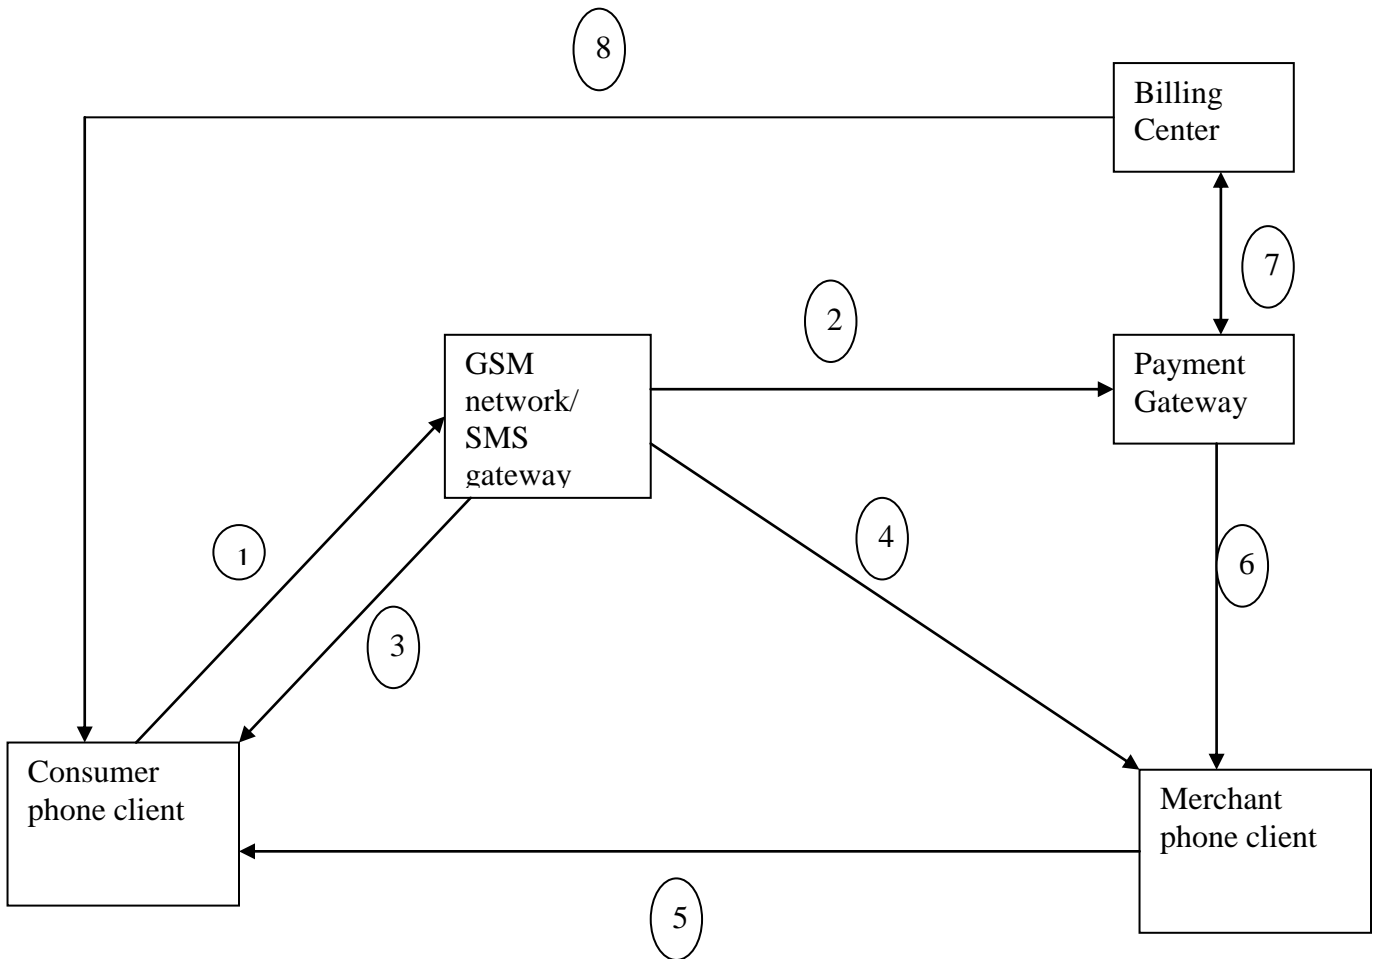 8
Billing
Center
7
2
GSM
network/
SMS
gateway
Payment
Gateway
1
4
6
3
Consumer
phone client
Merchant
phone client
5